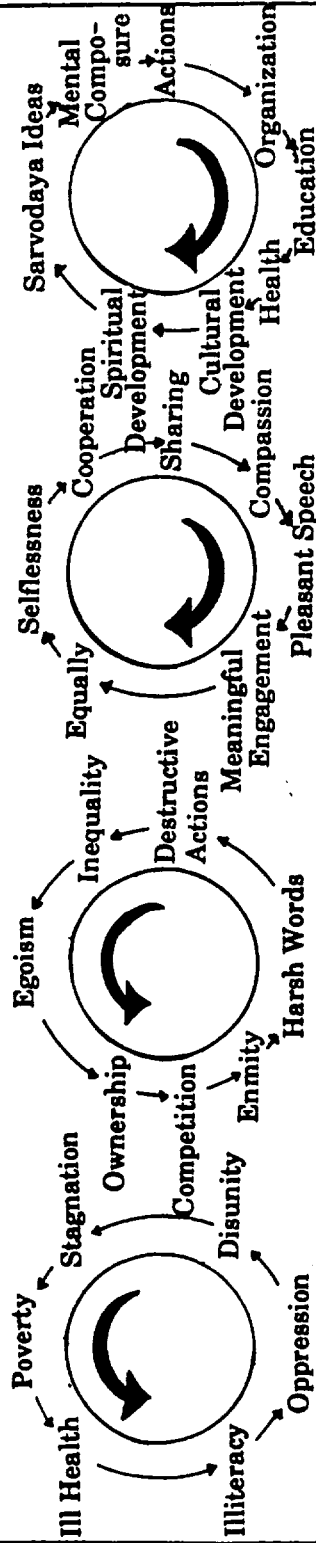 Poverty
Ill Health
Illiteracy
Oppression
Disunity
Stagnation
Egoism
Ownership
Competition
Enmity
Harsh Words
Destructive
Actions
Inequality
Selflessness
Cooperation
Sharing
Compassion
Pleasant Speech
Meaningful
Engagement
Equally
Sarvodaya Ideas
Mental
Compo-
sure
Actions
Organization
Education
Health
Cultural
Development
Spiritual
Development